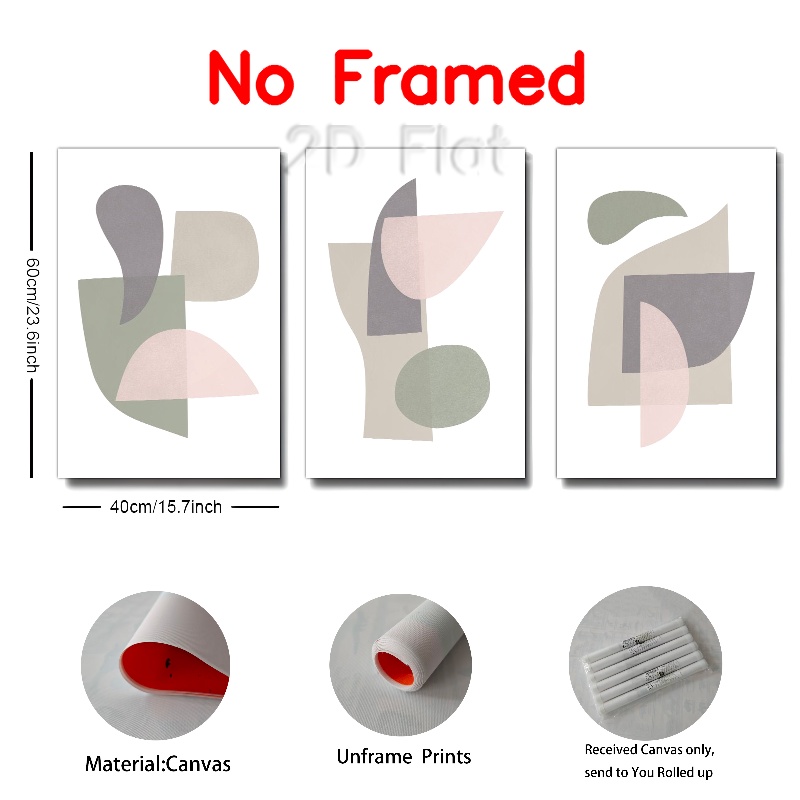 No Framed
2D Flat
60cm/23.6inch
40cm/15.7inch
Material:Canvas
Unframe Prints
Received Canvas only,
send to You Rolled up